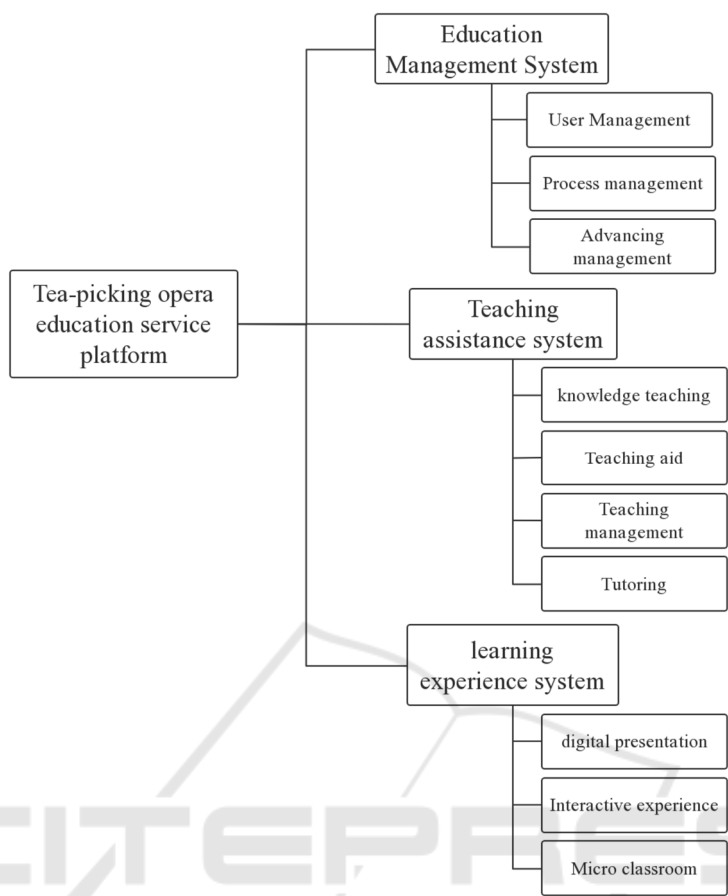 Education
Management System
User Management
Process management
Advancing
management
Tea-picking opera
education service
platform
Teaching
assistance system
knowledge teaching
Teaching aid
Teaching
management
Tutoring
learning
experience system
digital presentation
Interactive experience
Micro classroom
CITEPRES